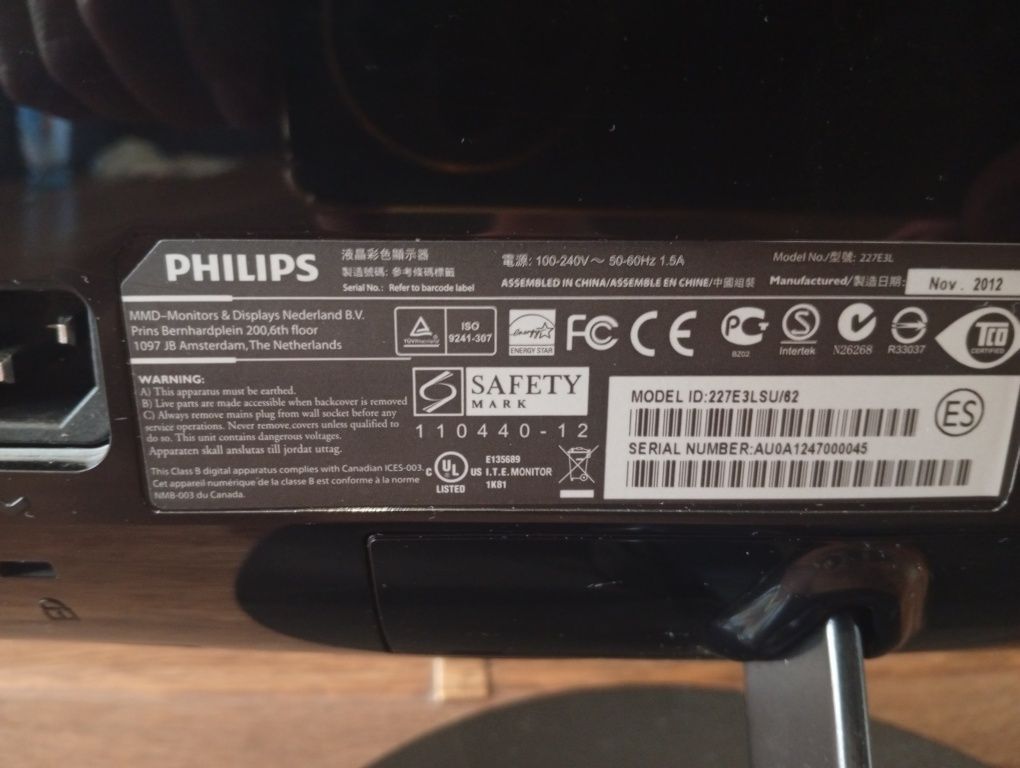 PHILIPS
液晶彩色顯示器
製造號碼: 參考條碼標籤
Serial No.: Refer to barcode label
電源: 100-240V～ 50-60Hz 1.5A
ASSEMBLED IN CHINA/ASSEMBLE EN CHINE/中國組裝
Model No./型號: 227E3L
Manufactured/製造日期:
Nov. 2012
MMD-Monitors & Displays Nederland B.V.
Prins Bernhardplein 200,6th floor
1097 JB Amsterdam,The Netherlands
TÜVRheinland
ISO
9241-307
energy
ENERGY STAR
FC
CE
PG
BZ02
S
Intertek
N26268
R33037
TCO
CERTIFIED
WARNING:
A) This apparatus must be earthed.
B) Live parts are made accessible when backcover is removed
C) Always remove mains plug from wall socket before any
service operations. Never remove covers unless qualified to
do so. This unit contains dangerous voltages.
Apparaten skall anslutas till jordat uttag.
This Class B digital apparatus complies with Canadian ICES-003.
Cet appareil numérique de la classe B est conforme à la norme
NMB-003 du Canada.
SAFETY
MARK
110440-12
C UL US
LISTED
E135689
I.T.E. MONITOR
1K81
MODEL ID:227E3LSU/62
SERIAL NUMBER:AU0A1247000045
ES